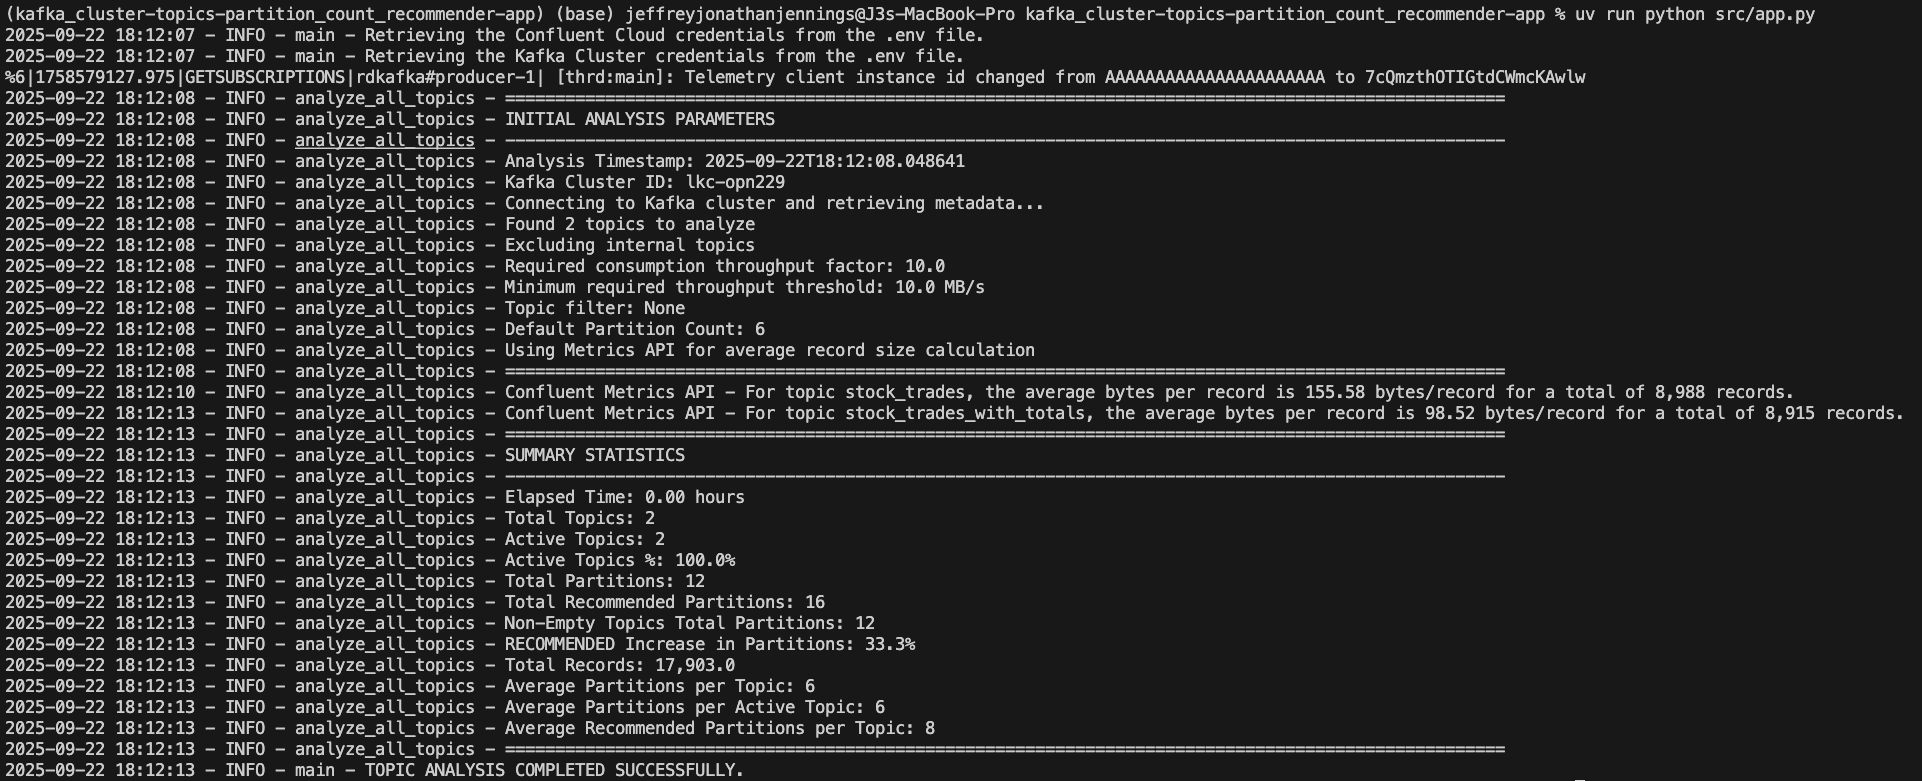 (kafka_cluster-topics-partition_count_recommender-app) (base) jeffreyjonathanjennings@J3s-MacBook-Pro kafka_cluster-topics-partition_count_recommender-app % uv run python src/app.py
2025-09-22 18:12:07 - INFO - main - Retrieving the Confluent Cloud credentials from the .env file.
2025-09-22 18:12:07 - INFO - main - Retrieving the Kafka Cluster credentials from the .env file.
%6|1758579127.975|GETSUBSCRIPTIONS|rdkafka#producer-1| [thrd:main]: Telemetry client instance id changed from AAAAAAAAAAAAAAAAAAAAAA to 7cQmzthOTIGtdCWmcKAwlw
2025-09-22 18:12:08 - INFO - analyze_all_topics - ====================================================================================================
2025-09-22 18:12:08 - INFO - analyze_all_topics - INITIAL ANALYSIS PARAMETERS
2025-09-22 18:12:08 - INFO - analyze_all_topics - ----------------------------------------------------------------------------------------------------
2025-09-22 18:12:08 - INFO - analyze_all_topics - Analysis Timestamp: 2025-09-22T18:12:08.048641
2025-09-22 18:12:08 - INFO - analyze_all_topics - Kafka Cluster ID: lkc-opn229
2025-09-22 18:12:08 - INFO - analyze_all_topics - Connecting to Kafka cluster and retrieving metadata...
2025-09-22 18:12:08 - INFO - analyze_all_topics - Found 2 topics to analyze
2025-09-22 18:12:08 - INFO - analyze_all_topics - Excluding internal topics
2025-09-22 18:12:08 - INFO - analyze_all_topics - Required consumption throughput factor: 10.0
2025-09-22 18:12:08 - INFO - analyze_all_topics - Minimum required throughput threshold: 10.0 MB/s
2025-09-22 18:12:08 - INFO - analyze_all_topics - Topic filter: None
2025-09-22 18:12:08 - INFO - analyze_all_topics - Default Partition Count: 6
2025-09-22 18:12:08 - INFO - analyze_all_topics - Using Metrics API for average record size calculation
2025-09-22 18:12:08 - INFO - analyze_all_topics - ====================================================================================================
2025-09-22 18:12:10 - INFO - analyze_all_topics - Confluent Metrics API - For topic stock_trades, the average bytes per record is 155.58 bytes/record for a total of 8,988 records.
2025-09-22 18:12:13 - INFO - analyze_all_topics - Confluent Metrics API - For topic stock_trades_with_totals, the average bytes per record is 98.52 bytes/record for a total of 8,915 records.
2025-09-22 18:12:13 - INFO - analyze_all_topics - ====================================================================================================
2025-09-22 18:12:13 - INFO - analyze_all_topics - SUMMARY STATISTICS
2025-09-22 18:12:13 - INFO - analyze_all_topics - ----------------------------------------------------------------------------------------------------
2025-09-22 18:12:13 - INFO - analyze_all_topics - Elapsed Time: 0.00 hours
2025-09-22 18:12:13 - INFO - analyze_all_topics - Total Topics: 2
2025-09-22 18:12:13 - INFO - analyze_all_topics - Active Topics: 2
2025-09-22 18:12:13 - INFO - analyze_all_topics - Active Topics %: 100.0%
2025-09-22 18:12:13 - INFO - analyze_all_topics - Total Partitions: 12
2025-09-22 18:12:13 - INFO - analyze_all_topics - Total Recommended Partitions: 16
2025-09-22 18:12:13 - INFO - analyze_all_topics - Non-Empty Topics Total Partitions: 12
2025-09-22 18:12:13 - INFO - analyze_all_topics - RECOMMENDED Increase in Partitions: 33.3%
2025-09-22 18:12:13 - INFO - analyze_all_topics - Total Records: 17,903.0
2025-09-22 18:12:13 - INFO - analyze_all_topics - Average Partitions per Topic: 6
2025-09-22 18:12:13 - INFO - analyze_all_topics - Average Partitions per Active Topic: 6
2025-09-22 18:12:13 - INFO - analyze_all_topics - Average Recommended Partitions per Topic: 8
2025-09-22 18:12:13 - INFO - analyze_all_topics - ====================================================================================================
2025-09-22 18:12:13 - INFO - main - TOPIC ANALYSIS COMPLETED SUCCESSFULLY.